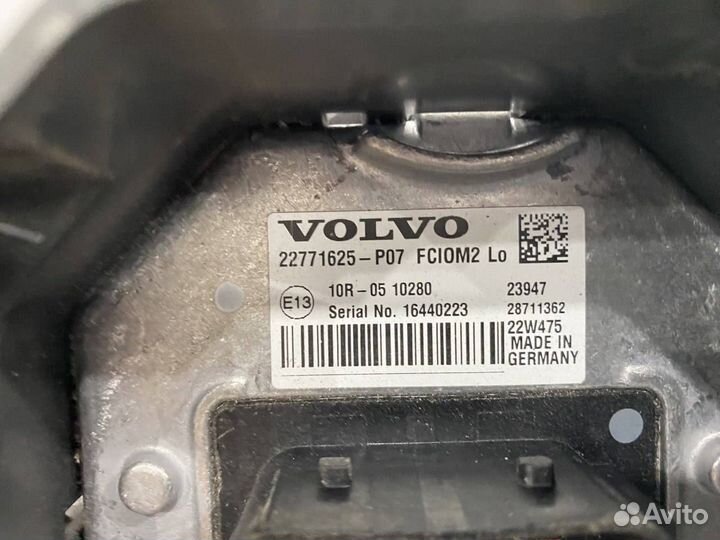 VOLVO
22771625-P07 FCIOM2 Lo
E13 10R-05 10280 23947
Serial No. 16440223 28711362
22W475
MADE IN
GERMANY
Avito